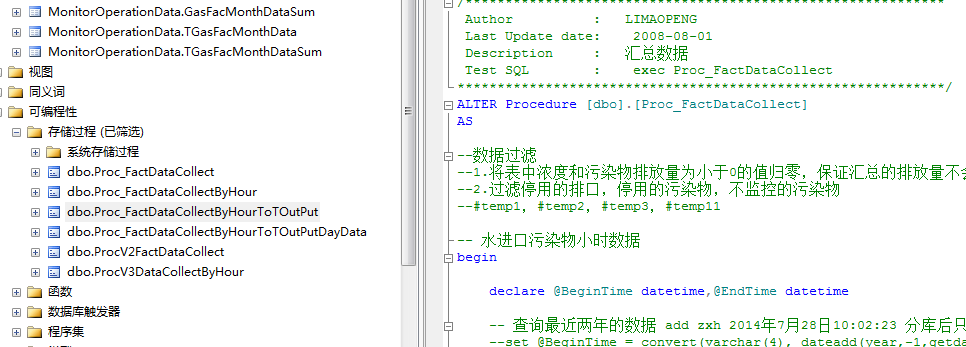 MonitorOperationData.GasFacMonthDataSum
MonitorOperationData.TGasFacMonthData
MonitorOperationData.TGasFacMonthDataSum
视图
同义词
可编程性
存储过程 (已筛选)
系统存储过程
dbo.Proc_FactDataCollect
dbo.Proc_FactDataCollectByHour
dbo.Proc_FactDataCollectByHourToTOutPut
dbo.Proc_FactDataCollectByHourToTOutPutDayData
dbo.ProcV2FactDataCollect
dbo.ProcV3DataCollectByHour
函数
数据库触发器
程序集
Author : LIMAOPENG
Last Update date: 2008-08-01
Description : 汇总数据
Test SQL : exec Proc_FactDataCollect
**************************************************************/
ALTER Procedure [dbo].[Proc_FactDataCollect]
AS
--数据过滤
--1.将表中浓度和污染物排放量为小于0的值归零，保证汇总的排放量不会
--2.过滤停用的排口，停用的污染物，不监控的污染物
--#temp1, #temp2, #temp3, #temp11
-- 水进口污染物小时数据
begin
declare @BeginTime datetime,@EndTime datetime
-- 查询最近两年的数据 add zxh 2014年7月28日10:02:23 分库后只
--set @BeginTime = convert(varchar(4), dateadd(year,-1,getda